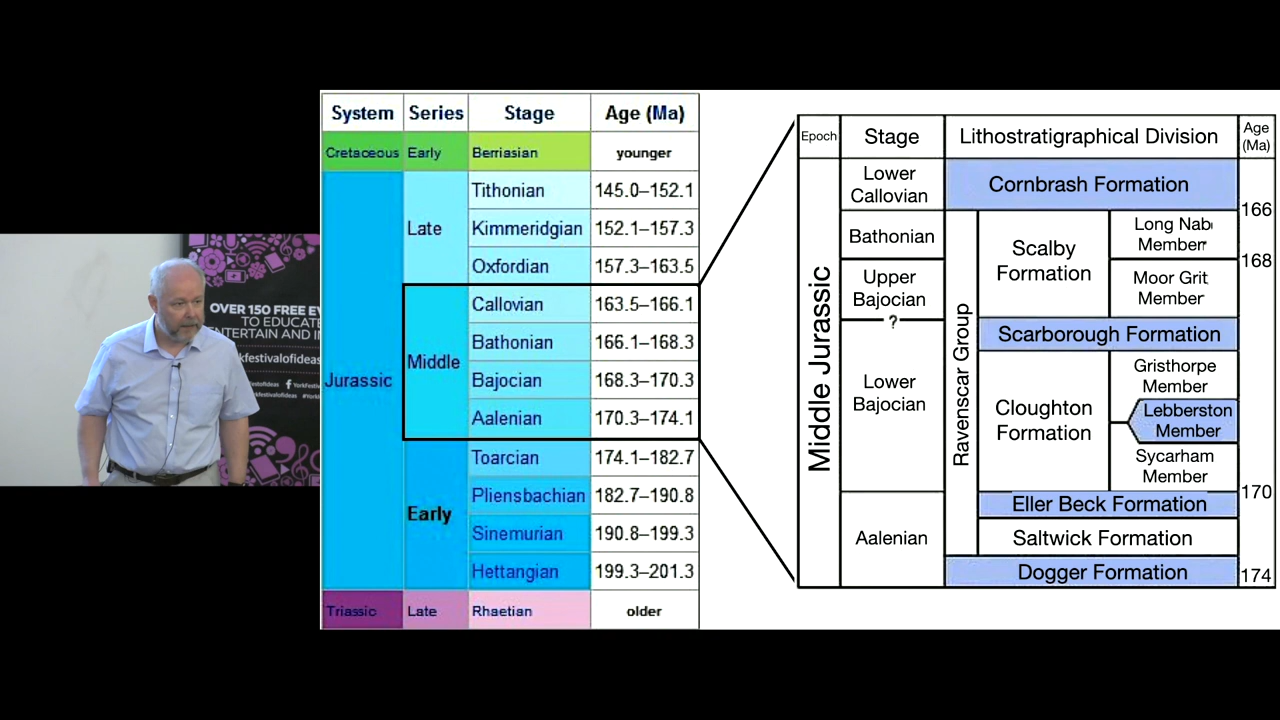 OVER 150 FREE EV
TO EDUCATE
NTERTAIN AND IN
rkfestivalofideas
System Series Stage Age (Ma)
Cretaceous Early Berriasian younger
Jurassic
Late
Tithonian 145.0–152.1
Kimmeridgian 152.1–157.3
Oxfordian 157.3–163.5
Middle
Callovian 163.5–166.1
Bathonian 166.1–168.3
Bajocian 168.3–170.3
Aalenian 170.3–174.1
Early
Toarcian 174.1–182.7
Pliensbachian 182.7–190.8
Sinemurian 190.8–199.3
Hettangian 199.3–201.3
Triassic Late Rhaetian older
Epoch Stage Lithostratigraphical Division Age
(Ma)
Middle Jurassic
Lower
Callovian
Cornbrash Formation
166
Bathonian
Ravenscar Group
Scalby
Formation
Long Nab
Member
168
Upper
Bajocian
Moor Grit
Member
?
Scarborough Formation
Lower
Bajocian
Cloughton
Formation
Gristhorpe
Member
Lebberston
Member
Sycarham
Member
170
Eller Beck Formation
Aalenian
Saltwick Formation
Dogger Formation
174